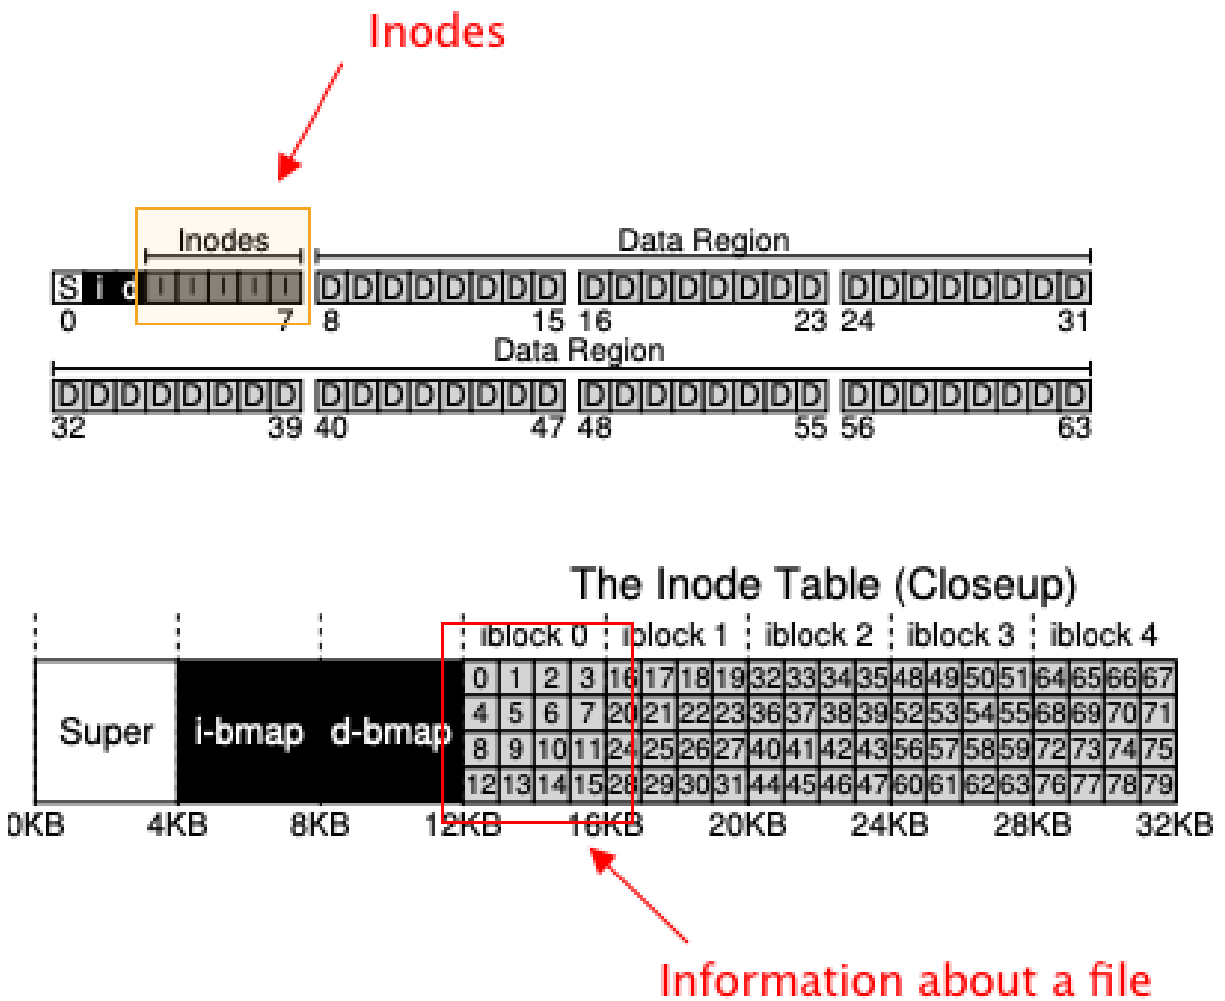 Inodes
Inodes Data Region
S i d I I I I I D D D D D D D D D D D D D D D D D D D D D D D D
0 7 8 15 16 23 24 31
Data Region
D D D D D D D D D D D D D D D D D D D D D D D D D D D D D D D D
32 39 40 47 48 55 56 63
The Inode Table (Closeup)
iblock 0 iblock 1 iblock 2 iblock 3 iblock 4
0 1 2 3 16 17 18 19 32 33 34 35 48 49 50 51 64 65 66 67
Super i-bmap d-bmap 4 5 6 7 20 21 22 23 36 37 38 39 52 53 54 55 68 69 70 71
8 9 10 11 24 25 26 27 40 41 42 43 56 57 58 59 72 73 74 75
12 13 14 15 28 29 30 31 44 45 46 47 60 61 62 63 76 77 78 79
0KB 4KB 8KB 12KB 16KB 20KB 24KB 28KB 32KB
Information about a file